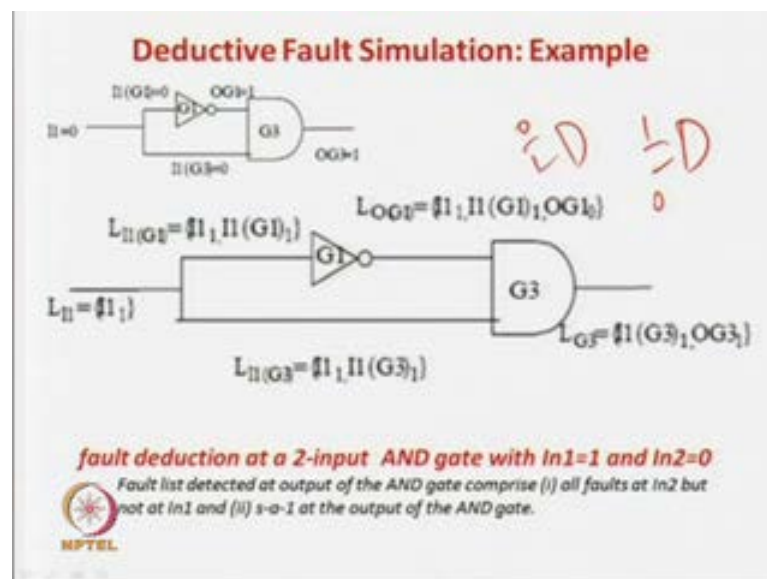 Deductive Fault Simulation: Example
I1(G1)=0
OG1=1
G1
I1=0
G3
I1(G3)=0
OG3=1
0
1
D
1
0
D
L_OG1={I1_1,I1(G1)_1,OG1_0}
L_I1(G1)={I1_1,I1(G1)_1}
G1
G3
L_I1={I1_1}
L_G3={I1(G3)_1,OG3_1}
L_I1(G3)={I1_1,I1(G3)_1}
fault deduction at a 2-input AND gate with In1=1 and In2=0
Fault list detected at output of the AND gate comprise (i) all faults at In2 but
not at In1 and (ii) s-a-1 at the output of the AND gate.
NPTEL